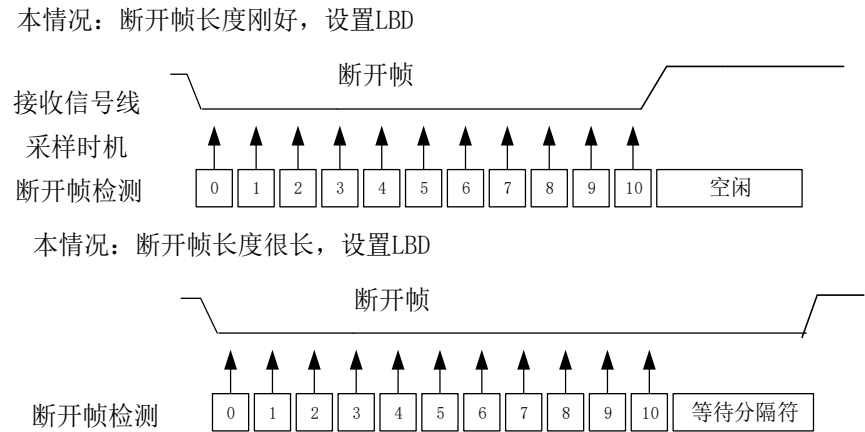 本情况：断开帧长度刚好，设置LBD
断开帧
接收信号线
采样时机
断开帧检测 0 1 2 3 4 5 6 7 8 9 10 空闲
本情况：断开帧长度很长，设置LBD
断开帧
断开帧检测 0 1 2 3 4 5 6 7 8 9 10 等待分隔符